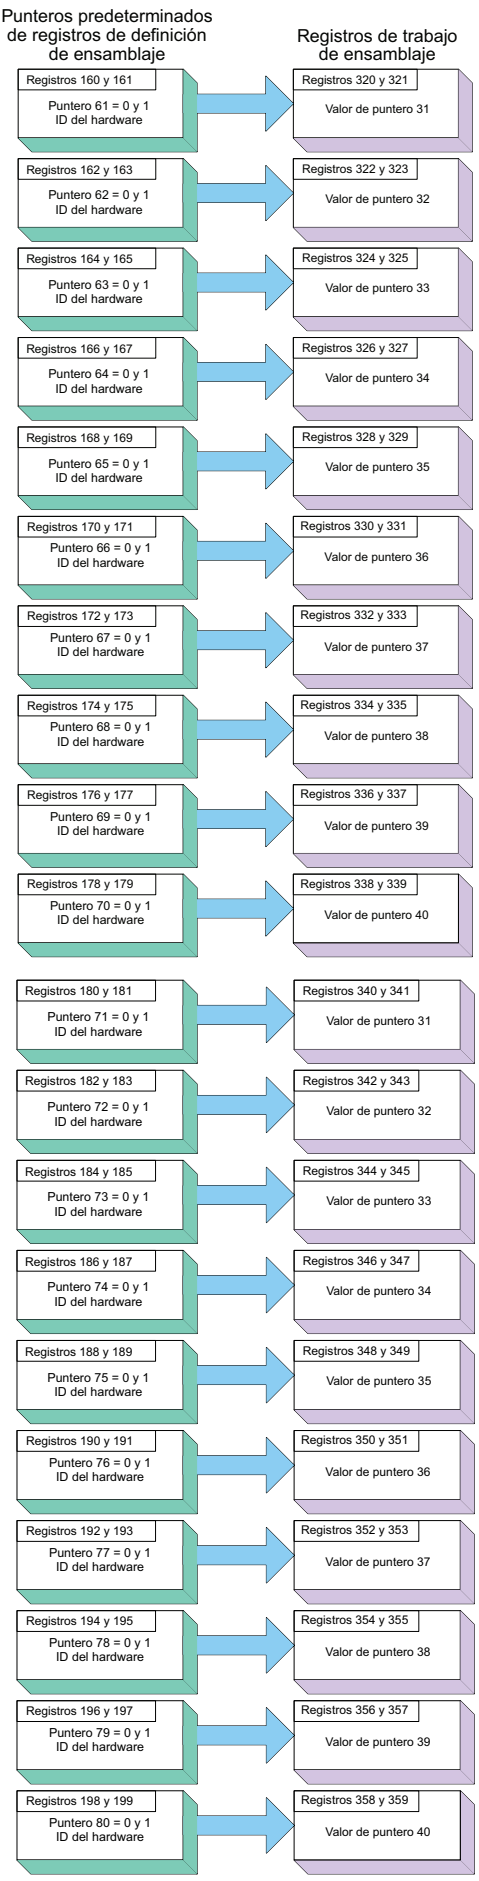 Punteros predeterminados
de registros de definición
de ensamblaje
Registros de trabajo
de ensamblaje
Registros 160 y 161
Puntero 61 = 0 y 1
ID del hardware
Registros 320 y 321
Valor de puntero 31
Registros 162 y 163
Puntero 62 = 0 y 1
ID del hardware
Registros 322 y 323
Valor de puntero 32
Registros 164 y 165
Puntero 63 = 0 y 1
ID del hardware
Registros 324 y 325
Valor de puntero 33
Registros 166 y 167
Puntero 64 = 0 y 1
ID del hardware
Registros 326 y 327
Valor de puntero 34
Registros 168 y 169
Puntero 65 = 0 y 1
ID del hardware
Registros 328 y 329
Valor de puntero 35
Registros 170 y 171
Puntero 66 = 0 y 1
ID del hardware
Registros 330 y 331
Valor de puntero 36
Registros 172 y 173
Puntero 67 = 0 y 1
ID del hardware
Registros 332 y 333
Valor de puntero 37
Registros 174 y 175
Puntero 68 = 0 y 1
ID del hardware
Registros 334 y 335
Valor de puntero 38
Registros 176 y 177
Puntero 69 = 0 y 1
ID del hardware
Registros 336 y 337
Valor de puntero 39
Registros 178 y 179
Puntero 70 = 0 y 1
ID del hardware
Registros 338 y 339
Valor de puntero 40
Registros 180 y 181
Puntero 71 = 0 y 1
ID del hardware
Registros 340 y 341
Valor de puntero 31
Registros 182 y 183
Puntero 72 = 0 y 1
ID del hardware
Registros 342 y 343
Valor de puntero 32
Registros 184 y 185
Puntero 73 = 0 y 1
ID del hardware
Registros 344 y 345
Valor de puntero 33
Registros 186 y 187
Puntero 74 = 0 y 1
ID del hardware
Registros 346 y 347
Valor de puntero 34
Registros 188 y 189
Puntero 75 = 0 y 1
ID del hardware
Registros 348 y 349
Valor de puntero 35
Registros 190 y 191
Puntero 76 = 0 y 1
ID del hardware
Registros 350 y 351
Valor de puntero 36
Registros 192 y 193
Puntero 77 = 0 y 1
ID del hardware
Registros 352 y 353
Valor de puntero 37
Registros 194 y 195
Puntero 78 = 0 y 1
ID del hardware
Registros 354 y 355
Valor de puntero 38
Registros 196 y 197
Puntero 79 = 0 y 1
ID del hardware
Registros 356 y 357
Valor de puntero 39
Registros 198 y 199
Puntero 80 = 0 y 1
ID del hardware
Registros 358 y 359
Valor de puntero 40